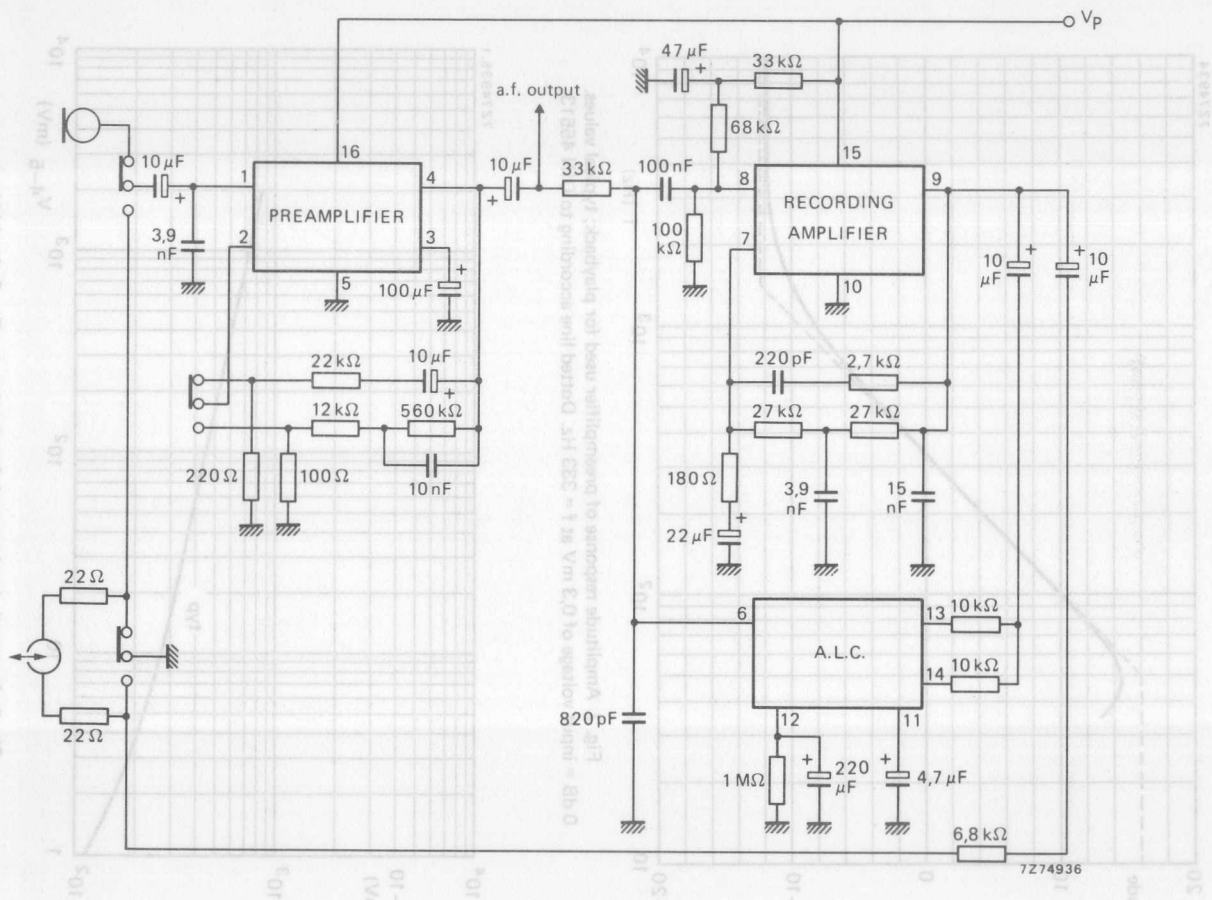 V_P
47 µF
+
33 kΩ
68 kΩ
a.f. output
10 µF
+
16
1
4
PREAMPLIFIER
2
3
5
3,9
nF
100 µF
+
10 µF
+
33 kΩ
100 nF
100
kΩ
15
8
9
RECORDING
AMPLIFIER
7
10
10
µF
+
10
µF
+
22 kΩ
10 µF
+
12 kΩ
560 kΩ
10 nF
220 Ω
100 Ω
220 pF
2,7 kΩ
27 kΩ
27 kΩ
180 Ω
22 µF
+
3,9
nF
15
nF
22 Ω
22 Ω
6
13
10 kΩ
A.L.C.
14
10 kΩ
12
11
820 pF
1 MΩ
+
220
µF
+
4,7 µF
6,8 kΩ
7Z74936